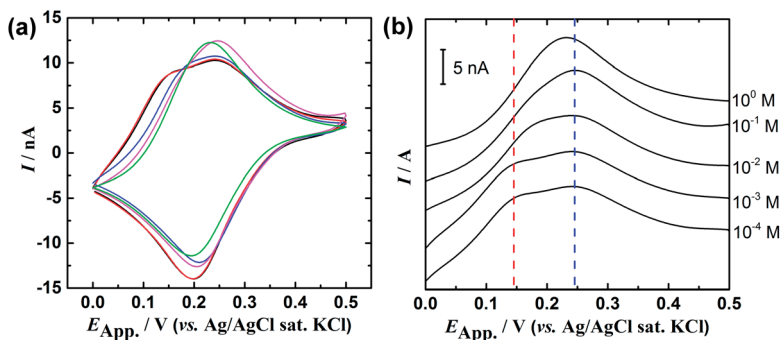 (a)
15
10
5
0
-5
-10
-15
I / nA
0.0 0.1 0.2 0.3 0.4 0.5
E_App. / V (vs. Ag/AgCl sat. KCl)
(b)
5 nA
10⁰ M
10⁻¹ M
10⁻² M
10⁻³ M
10⁻⁴ M
I / A
0.0 0.1 0.2 0.3 0.4 0.5
E_App. / V (vs. Ag/AgCl sat. KCl)